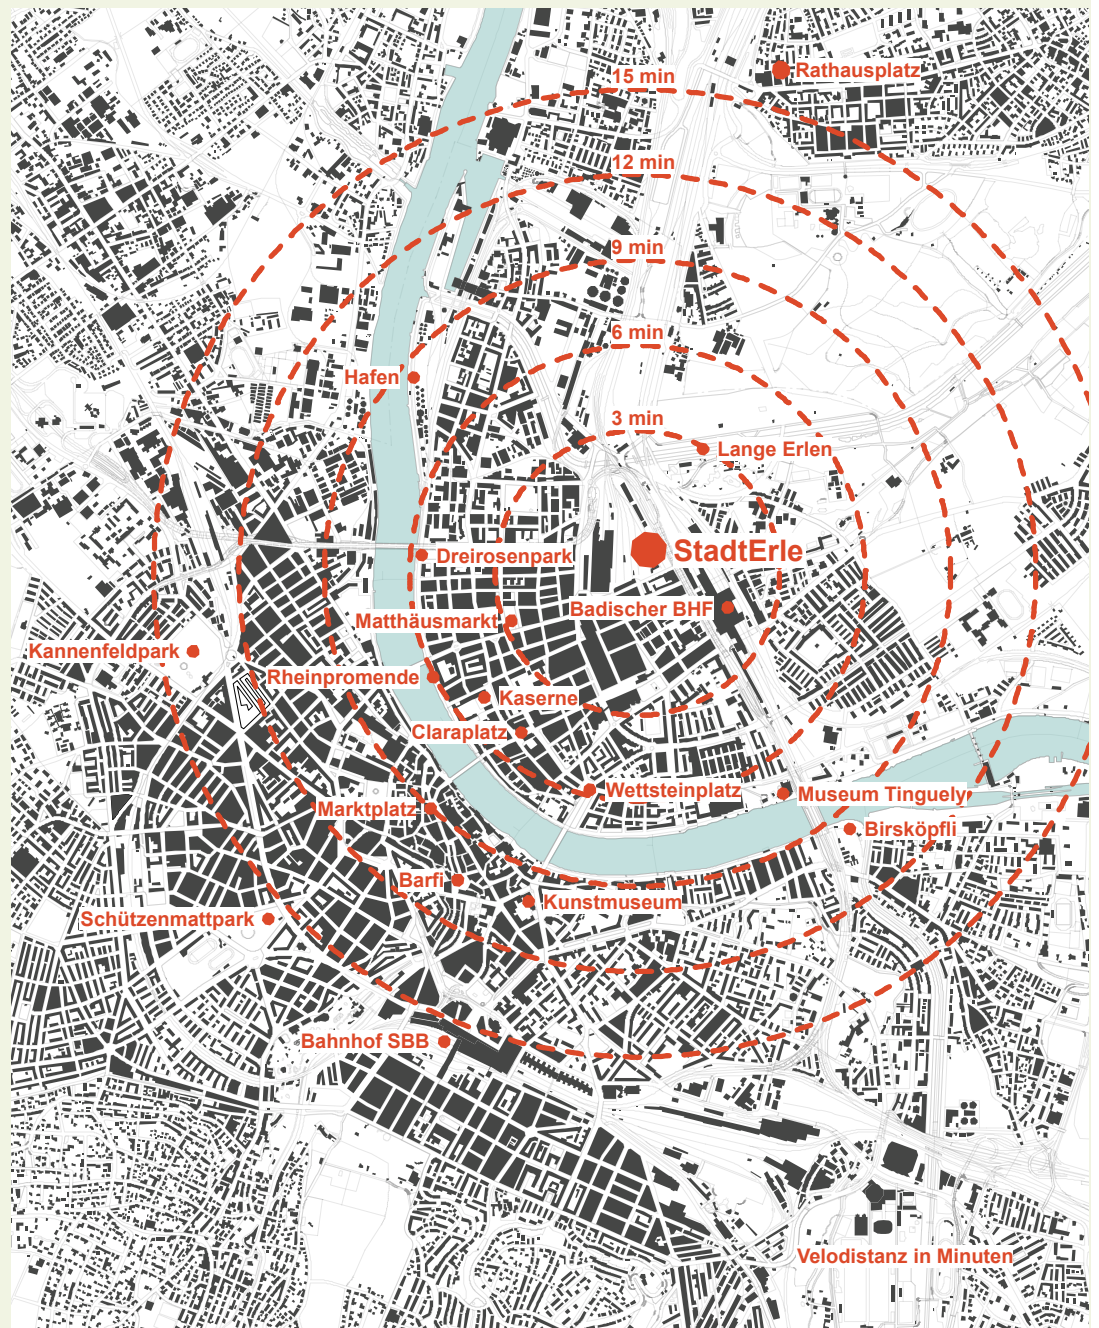 Rathausplatz
15 min
12 min
9 min
6 min
Hafen
3 min
Lange Erlen
StadtErle
Dreirosenpark
Badischer BHF
Matthäusmarkt
Kannenfeldpark
Rheinpromende
Kaserne
Claraplatz
Wettsteinplatz
Museum Tinguely
Marktplatz
Birsköpfli
Barfi
Kunstmuseum
Schützenmattpark
Bahnhof SBB
Velodistanz in Minuten